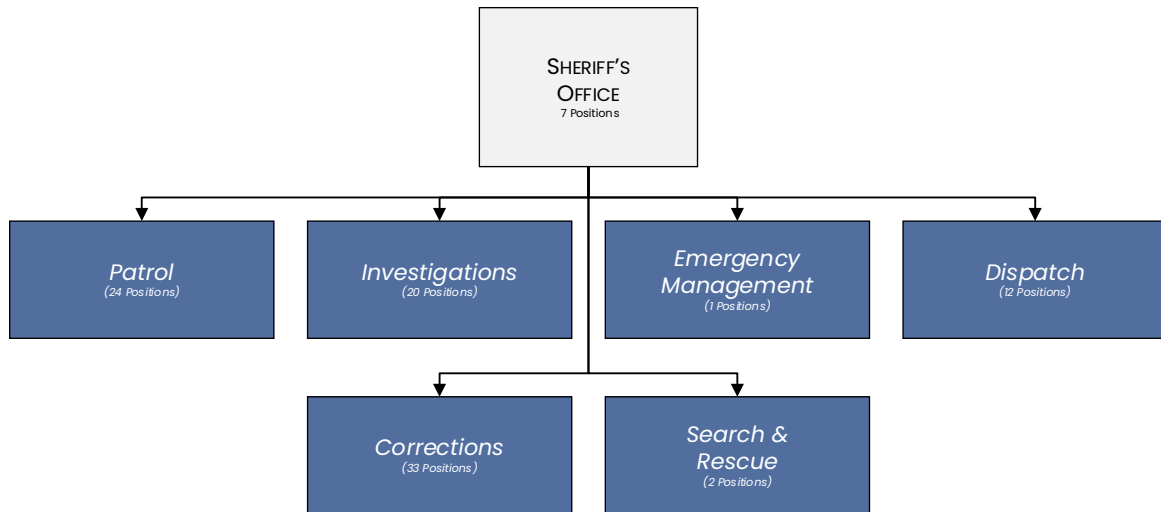 SHERIFF'S
OFFICE
7 Positions
Patrol
(24 Positions)
Investigations
(20 Positions)
Emergency
Management
(1 Positions)
Dispatch
(12 Positions)
Corrections
(33 Positions)
Search &
Rescue
(2 Positions)